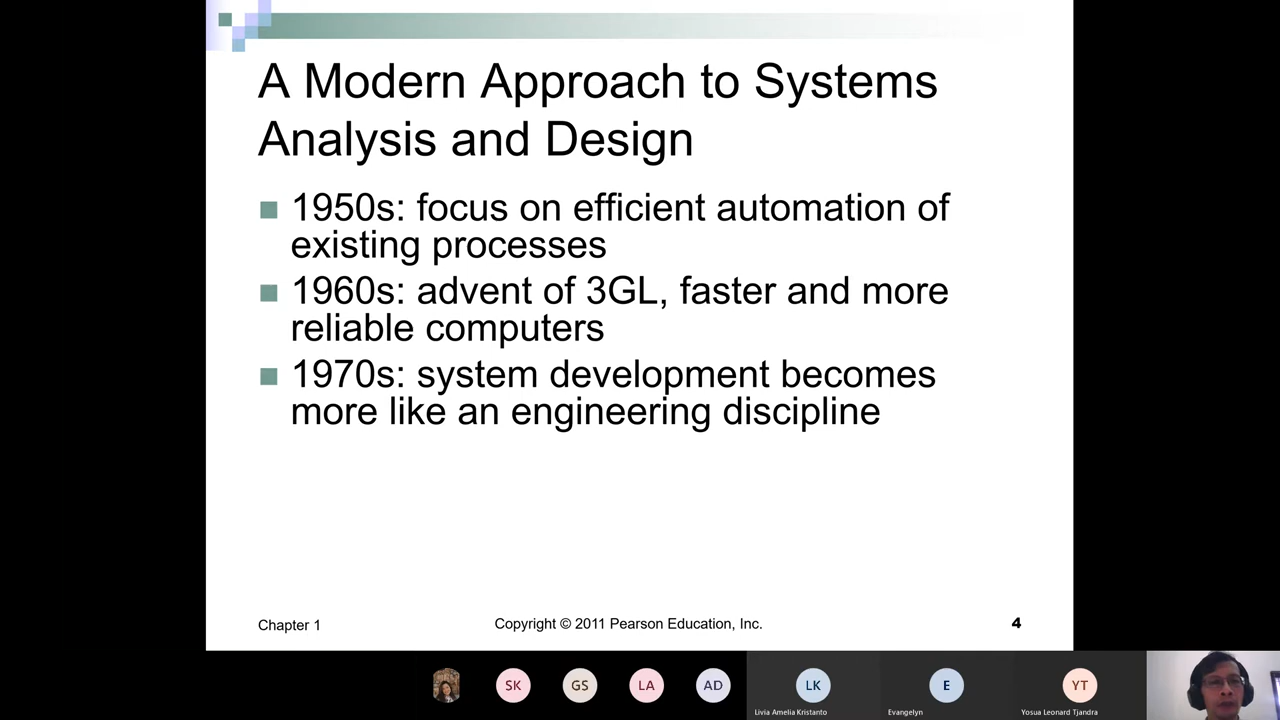 A Modern Approach to Systems
Analysis and Design
1950s: focus on efficient automation of
existing processes
1960s: advent of 3GL, faster and more
reliable computers
1970s: system development becomes
more like an engineering discipline
Chapter 1
Copyright © 2011 Pearson Education, Inc.
4
SK
GS
LA
AD
LK
E
YT
Livia Amelia Kristanto
Evangelyn
Yosua Leonard Tjandra